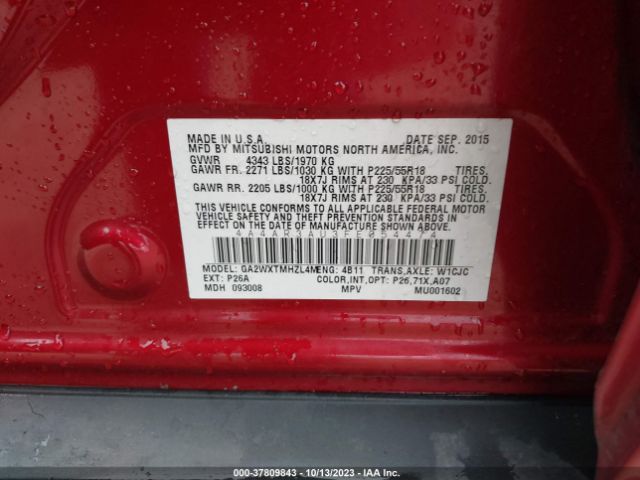 MADE IN U.S.A. DATE SEP. 2015
MFD BY MITSUBISHI MOTORS NORTH AMERICA, INC.
GVWR 4343 LBS/1970 KG
GAWR FR. 2271 LBS/1030 KG WITH P225/55R18 TIRES,
18X7J RIMS AT 230 KPA/33 PSI COLD.
GAWR RR. 2205 LBS/1000 KG WITH P225/55R18 TIRES,
18X7J RIMS AT 230 KPA/33 PSI COLD.
THIS VEHICLE CONFORMS TO ALL APPLICABLE FEDERAL MOTOR
VEHICLE SAFETY AND THEFT PREVENTION STANDARDS IN
EFFECT ON THE DATE OF MANUFACTURE SHOWN ABOVE.
4A4AR3AU3FE054474
MODEL: GA2WXTMHZL4M ENG: 4B11 TRANS,AXLE: W1CJC
EXT: P26A COLOR,INT,OPT: P26,71X,A07
MDH 093008 MPV MU001602
000-37809843 - 10/13/2023 - IAA Inc.